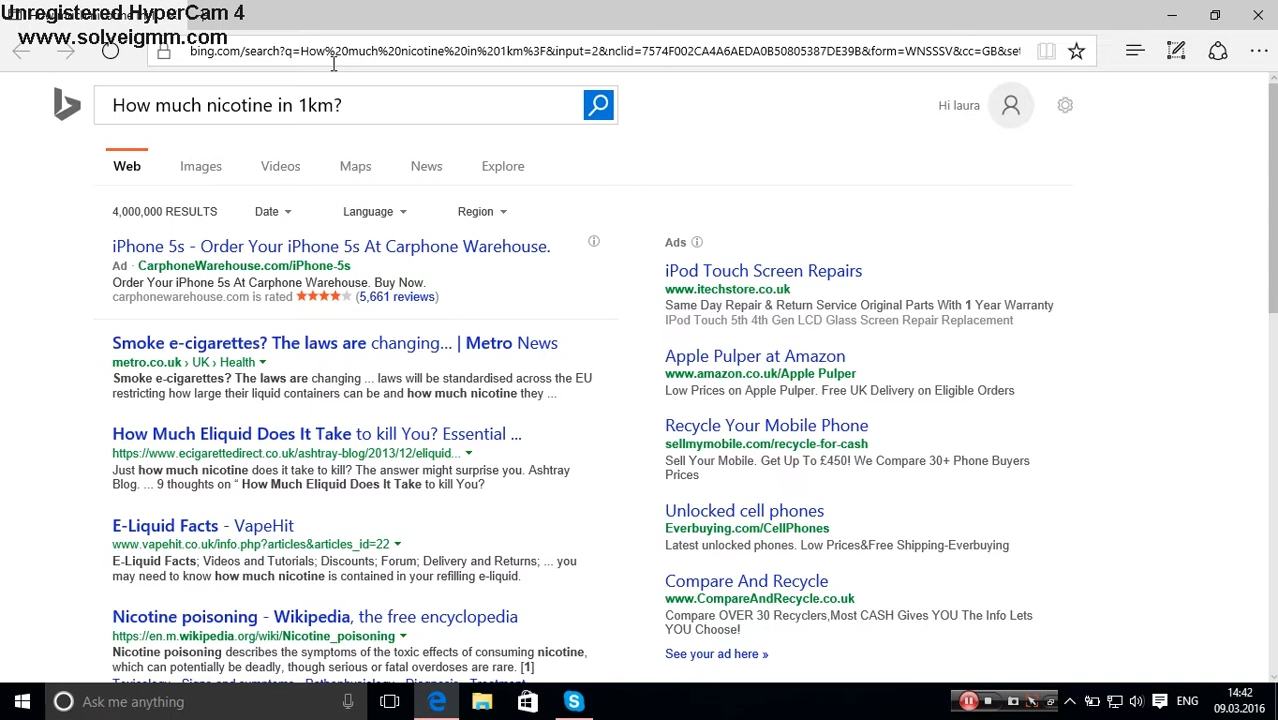 Unregistered HyperCam 4
www.solveigmm.com
bing.com/search?q=How%20much%20nicotine%20in%201km%3F&input=2&nclid=7574F002CA4A6AEDA0B50805387DE39B&form=WNSSSV&cc=GB&set
How much nicotine in 1km?
Hi laura
Web Images Videos Maps News Explore
4,000,000 RESULTS Date Language Region
iPhone 5s - Order Your iPhone 5s At Carphone Warehouse.
Ad · CarphoneWarehouse.com/iPhone-5s
Order Your iPhone 5s At Carphone Warehouse. Buy Now.
carphonewarehouse.com is rated (5,661 reviews)
Smoke e-cigarettes? The laws are changing... | Metro News
metro.co.uk › UK › Health
Smoke e-cigarettes? The laws are changing ... laws will be standardised across the EU
restricting how large their liquid containers can be and how much nicotine they ...
How Much Eliquid Does It Take to kill You? Essential ...
https://www.ecigarettedirect.co.uk/ashtray-blog/2013/12/eliquid...
Just how much nicotine does it take to kill? The answer might surprise you. Ashtray
Blog. ... 9 thoughts on “ How Much Eliquid Does It Take to kill You?
E-Liquid Facts - VapeHit
www.vapehit.co.uk/info.php?articles&articles_id=22
E-Liquid Facts; Videos and Tutorials; Discounts; Forum; Delivery and Returns; ... you
may need to know how much nicotine is contained in your refilling e-liquid.
Nicotine poisoning - Wikipedia, the free encyclopedia
https://en.m.wikipedia.org/wiki/Nicotine_poisoning
Nicotine poisoning describes the symptoms of the toxic effects of consuming nicotine,
which can potentially be deadly, though serious or fatal overdoses are rare. [1]
Toxicology · Signs and symptoms · Pathophysiology · Diagnosis · Treatment
Ads
iPod Touch Screen Repairs
www.itechstore.co.uk
Same Day Repair & Return Service Original Parts With 1 Year Warranty
IPod Touch 5th 4th Gen LCD Glass Screen Repair Replacement
Apple Pulper at Amazon
www.amazon.co.uk/Apple Pulper
Low Prices on Apple Pulper. Free UK Delivery on Eligible Orders
Recycle Your Mobile Phone
sellmymobile.com/recycle-for-cash
Sell Your Mobile. Get Up To £450! We Compare 30+ Phone Buyers
Prices
Unlocked cell phones
Everbuying.com/CellPhones
Latest unlocked phones. Low Prices&Free Shipping-Everbuying
Compare And Recycle
www.CompareAndRecycle.co.uk
Compare OVER 30 Recyclers,Most CASH Gives YOU The Info Lets
YOU Choose!
See your ad here »
Ask me anything
ENG
14:42
09.03.2016